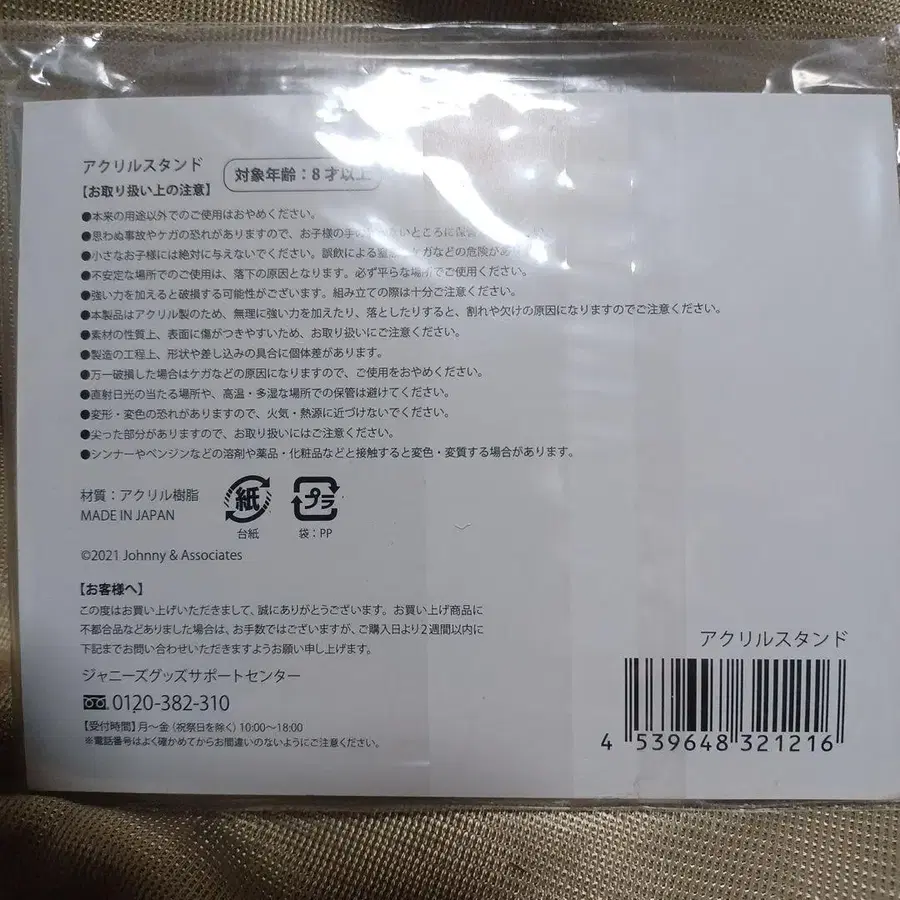 アクリルスタンド
対象年齢：8才以上
【お取り扱い上の注意】
●本来の用途以外でのご使用はおやめください。
●思わぬ事故やケガの恐れがありますので、お子様の手の ないところに保管
●小さなお子様には絶対に与えないでください。誤飲による ケガなどの危険があ
●不安定な場所でのご使用は、落下の原因となります。必ず平らな場所でご使用ください。
●強い力を加えると破損する可能性がございます。組み立ての際は十分ご注意ください。
●本製品はアクリル製のため、無理に強い力を加えたり、落としたりすると、割れや欠けの原因になりますのでご注意ください。
●素材の性質上、表面に傷がつきやすいため、お取り扱いにご注意ください。
●製造の工程上、形状や差し込みの具合に個体差があります。
●万一破損した場合はケガなどの原因になりますので、ご使用をおやめください。
●直射日光の当たる場所や、高温・多湿な場所での保管は避けてください。
●変形・変色の恐れがありますので、火気・熱源に近づけないでください。
●尖った部分がありますので、お取り扱いにはご注意ください。
●シンナーやベンジンなどの溶剤や薬品・化粧品などと接触すると変色・変質する場合があります。
材質：アクリル樹脂
MADE IN JAPAN
紙
台紙
プラ
袋：PP
©2021 Johnny & Associates
【お客様へ】
この度はお買い上げいただきまして、誠にありがとうございます。お買い上げ商品に
不都合品などありました場合は、お手数ではございますが、ご購入日より2週間以内に
下記までお問い合わせいただきますようお願い申し上げます。
ジャニーズグッズサポートセンター
0120-382-310
【受付時間】月〜金（祝祭日を除く）10:00〜18:00
※電話番号はよく確かめてからお間違いのないようにご注意ください。
アクリルスタンド
4 539648 321216